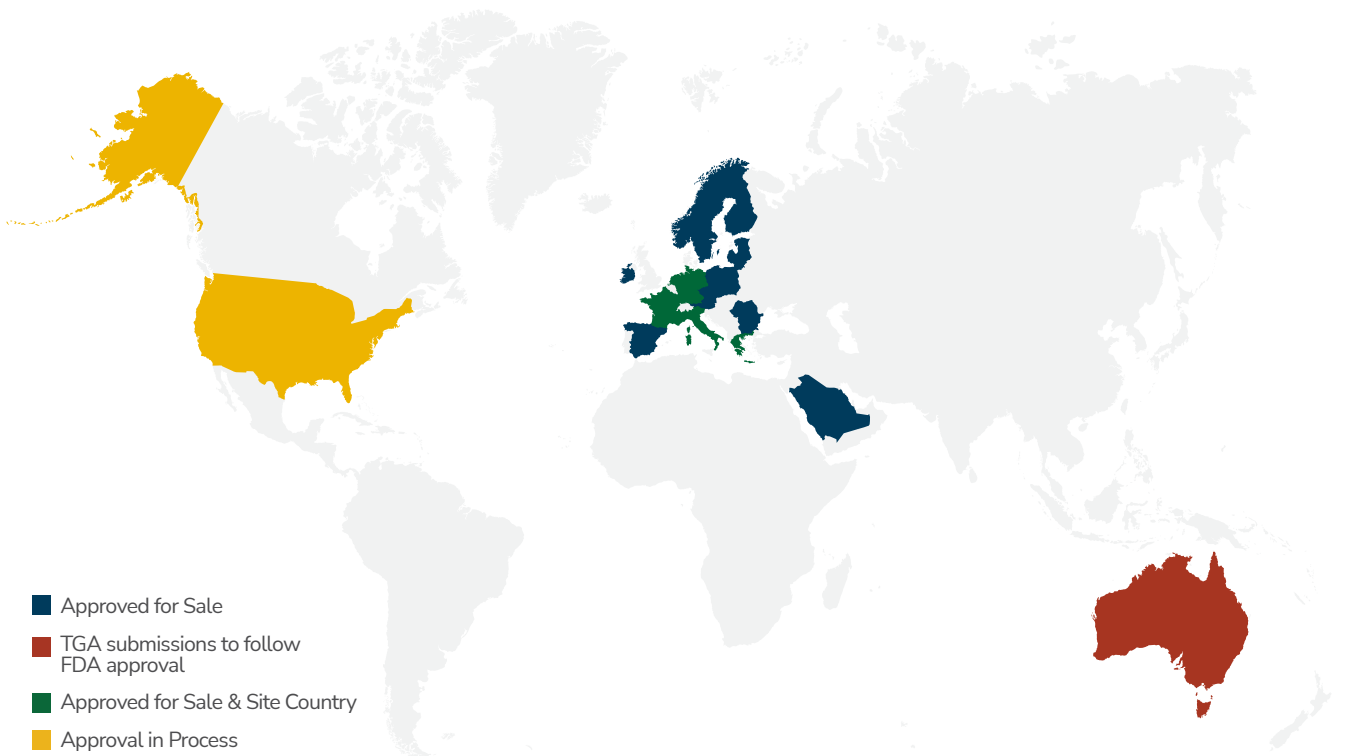 Approved for Sale
TGA submissions to follow
FDA approval
Approved for Sale & Site Country
Approval in Process